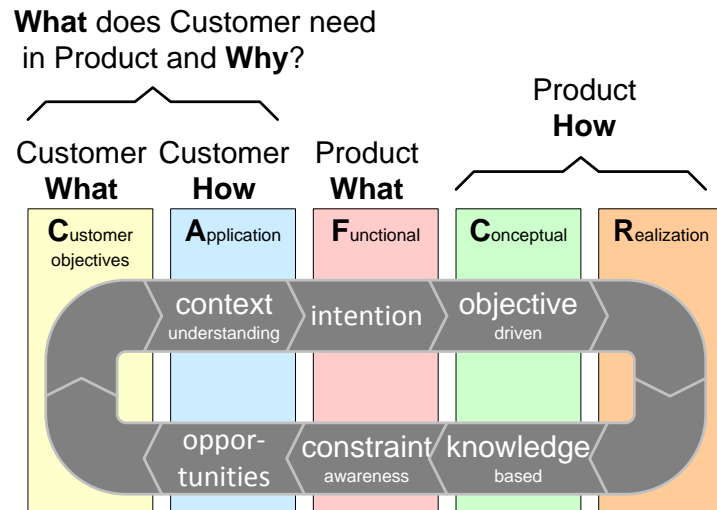 What does Customer need
in Product and Why?
Product
How
Customer
What
Customer
How
Product
What
Customer
objectives
Application
Functional
Conceptual
Realization
context
understanding
intention
objective
driven
oppor-
tunities
constraint
awareness
knowledge
based